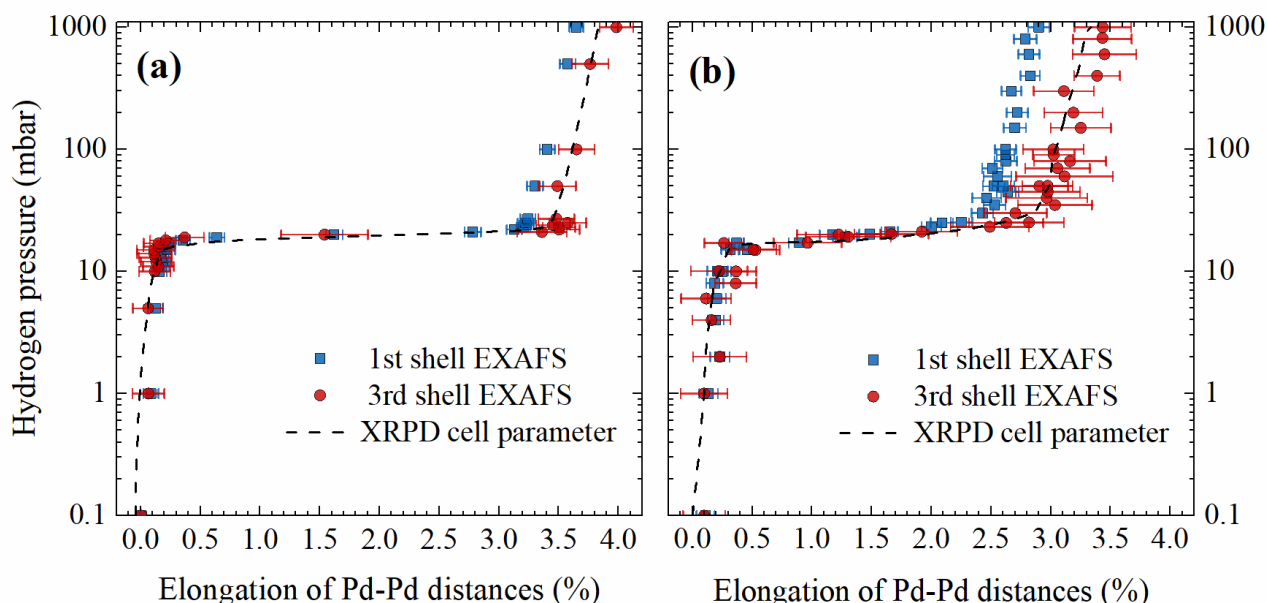 (a)
1000
100
10
1
0.1
Hydrogen pressure (mbar)
1st shell EXAFS
3rd shell EXAFS
XRPD cell parameter
0.0 0.5 1.0 1.5 2.0 2.5 3.0 3.5 4.0
Elongation of Pd-Pd distances (%)
(b)
1000
100
10
1
0.1
1st shell EXAFS
3rd shell EXAFS
XRPD cell parameter
0.0 0.5 1.0 1.5 2.0 2.5 3.0 3.5 4.0
Elongation of Pd-Pd distances (%)